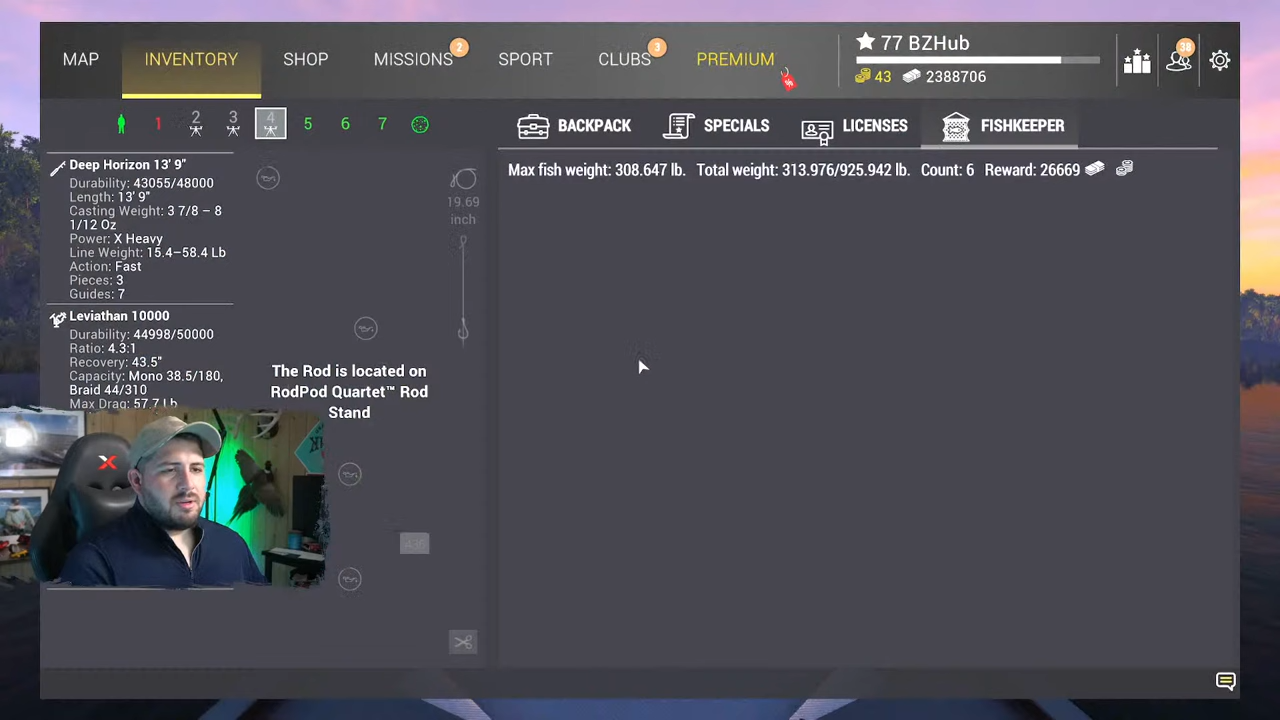 MAP INVENTORY SHOP MISSIONS 2 SPORT CLUBS 3 PREMIUM %
77 BZHub
43 2388706
38
1 2 3 4 5 6 7
BACKPACK SPECIALS LICENSES FISHKEEPER
Max fish weight: 308.647 lb. Total weight: 313.976/925.942 lb. Count: 6 Reward: 26669
Deep Horizon 13' 9"
Durability: 43055/48000
Length: 13' 9"
Casting Weight: 3 7/8 – 8
1/12 Oz
Power: X Heavy
Line Weight: 15.4–58.4 Lb
Action: Fast
Pieces: 3
Guides: 7
Leviathan 10000
Durability: 44998/50000
Ratio: 4.3:1
Recovery: 43.5"
Capacity: Mono 38.5/180,
Braid 44/310
Max Drag: 57.7 Lb
19.69
inch
The Rod is located on
RodPod Quartet™ Rod
Stand